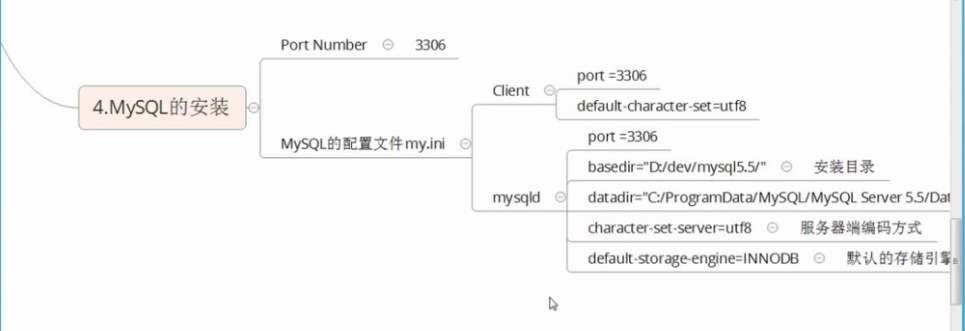 4.MySQL的安装
Port Number
3306
MySQL的配置文件my.ini
Client
port =3306
default-character-set=utf8
mysqld
port =3306
basedir="D:/dev/mysql5.5/"
安装目录
datadir="C:/ProgramData/MySQL/MySQL Server 5.5/Dat
character-set-server=utf8
服务器端编码方式
default-storage-engine=INNODB
默认的存储引擎